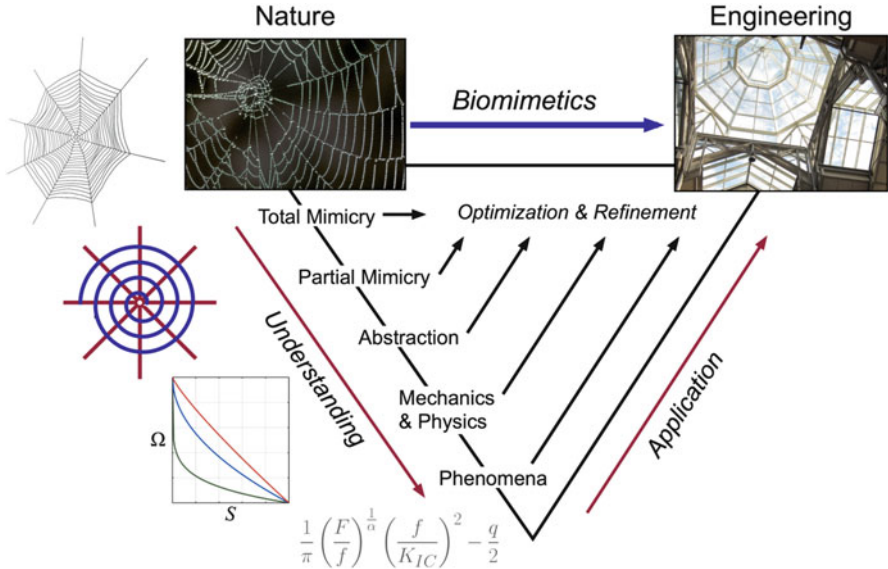 Nature
Engineering
Biomimetics
Total Mimicry
Optimization & Refinement
Partial Mimicry
Understanding
Abstraction
Application
Mechanics
& Physics
Ω
S
Phenomena
\frac{1}{\pi} \left( \frac{F}{f} \right)^{\frac{1}{\alpha}} \left( \frac{f}{K_{IC}} \right)^2 - \frac{q}{2}